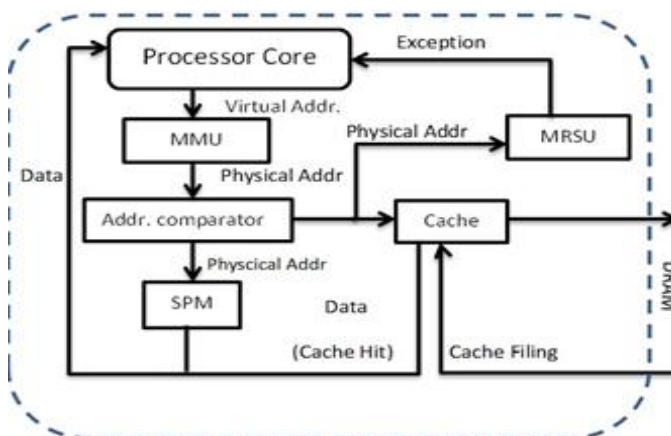 Processor Core
Exception
Virtual Addr.
MMU
Physical Addr
MRSU
Data
Physical Addr
Addr. comparator
Cache
Physcical Addr
SPM
Data
(Cache Hit)
Cache Filing
DRAM